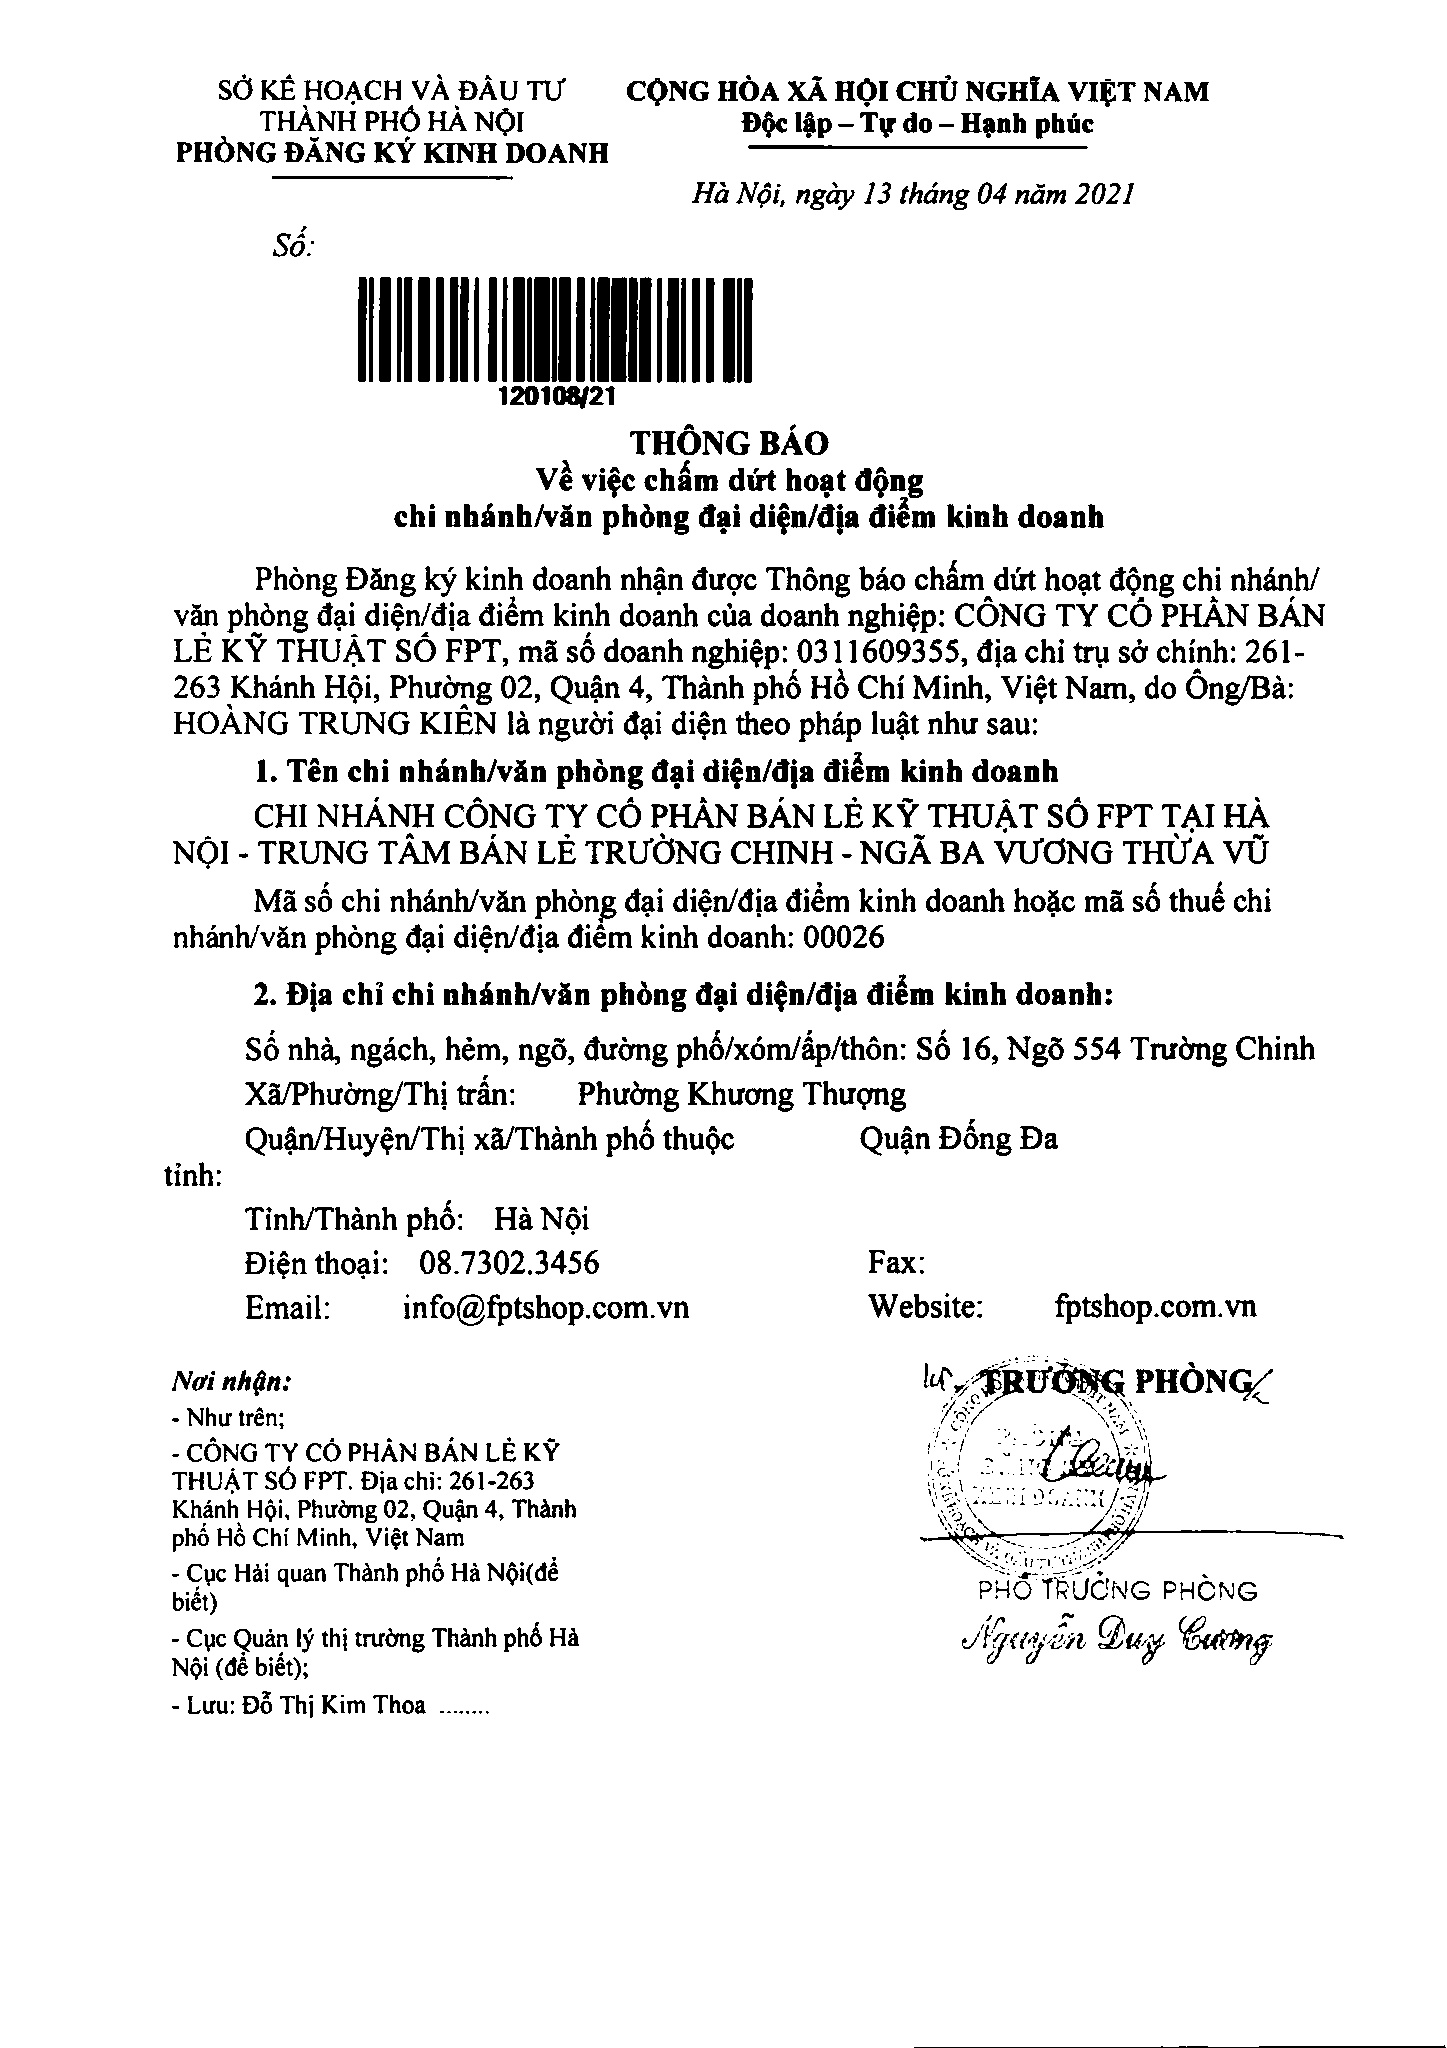 SỞ KẾ HOẠCH VÀ ĐẦU TƯ
THÀNH PHỐ HÀ NỘI
PHÒNG ĐĂNG KÝ KINH DOANH
CỘNG HÒA XÃ HỘI CHỦ NGHĨA VIỆT NAM
Độc lập – Tự do – Hạnh phúc
Hà Nội, ngày 13 tháng 04 năm 2021
Số:
120108/21
THÔNG BÁO
Về việc chấm dứt hoạt động
chi nhánh/văn phòng đại diện/địa điểm kinh doanh
Phòng Đăng ký kinh doanh nhận được Thông báo chấm dứt hoạt động chi nhánh/
văn phòng đại diện/địa điểm kinh doanh của doanh nghiệp: CÔNG TY CỔ PHẦN BÁN
LẺ KỸ THUẬT SỐ FPT, mã số doanh nghiệp: 0311609355, địa chỉ trụ sở chính: 261-
263 Khánh Hội, Phường 02, Quận 4, Thành phố Hồ Chí Minh, Việt Nam, do Ông/Bà:
HOÀNG TRUNG KIÊN là người đại diện theo pháp luật như sau:
1. Tên chi nhánh/văn phòng đại diện/địa điểm kinh doanh
CHI NHÁNH CÔNG TY CỔ PHẦN BÁN LẺ KỸ THUẬT SỐ FPT TẠI HÀ
NỘI - TRUNG TÂM BÁN LẺ TRƯỜNG CHINH - NGÃ BA VƯƠNG THỪA VŨ
Mã số chi nhánh/văn phòng đại diện/địa điểm kinh doanh hoặc mã số thuế chi
nhánh/văn phòng đại diện/địa điểm kinh doanh: 00026
2. Địa chỉ chi nhánh/văn phòng đại diện/địa điểm kinh doanh:
Số nhà, ngách, hẻm, ngõ, đường phố/xóm/ấp/thôn: Số 16, Ngõ 554 Trường Chinh
Xã/Phường/Thị trấn: Phường Khương Thượng
Quận/Huyện/Thị xã/Thành phố thuộc Quận Đống Đa
tỉnh:
Tỉnh/Thành phố: Hà Nội
Điện thoại: 08.7302.3456 Fax:
Email: info@fptshop.com.vn Website: fptshop.com.vn
Nơi nhận:
- Như trên;
- CÔNG TY CỔ PHẦN BÁN LẺ KỸ
THUẬT SỐ FPT. Địa chỉ: 261-263
Khánh Hội, Phường 02, Quận 4, Thành
phố Hồ Chí Minh, Việt Nam
- Cục Hải quan Thành phố Hà Nội(để
biết)
- Cục Quản lý thị trường Thành phố Hà
Nội (để biết);
- Lưu: Đỗ Thị Kim Thoa ........
TRƯỞNG PHÒNG
KINH DOANH
PHÓ TRƯỞNG PHÒNG
Nguyễn Duy Cương